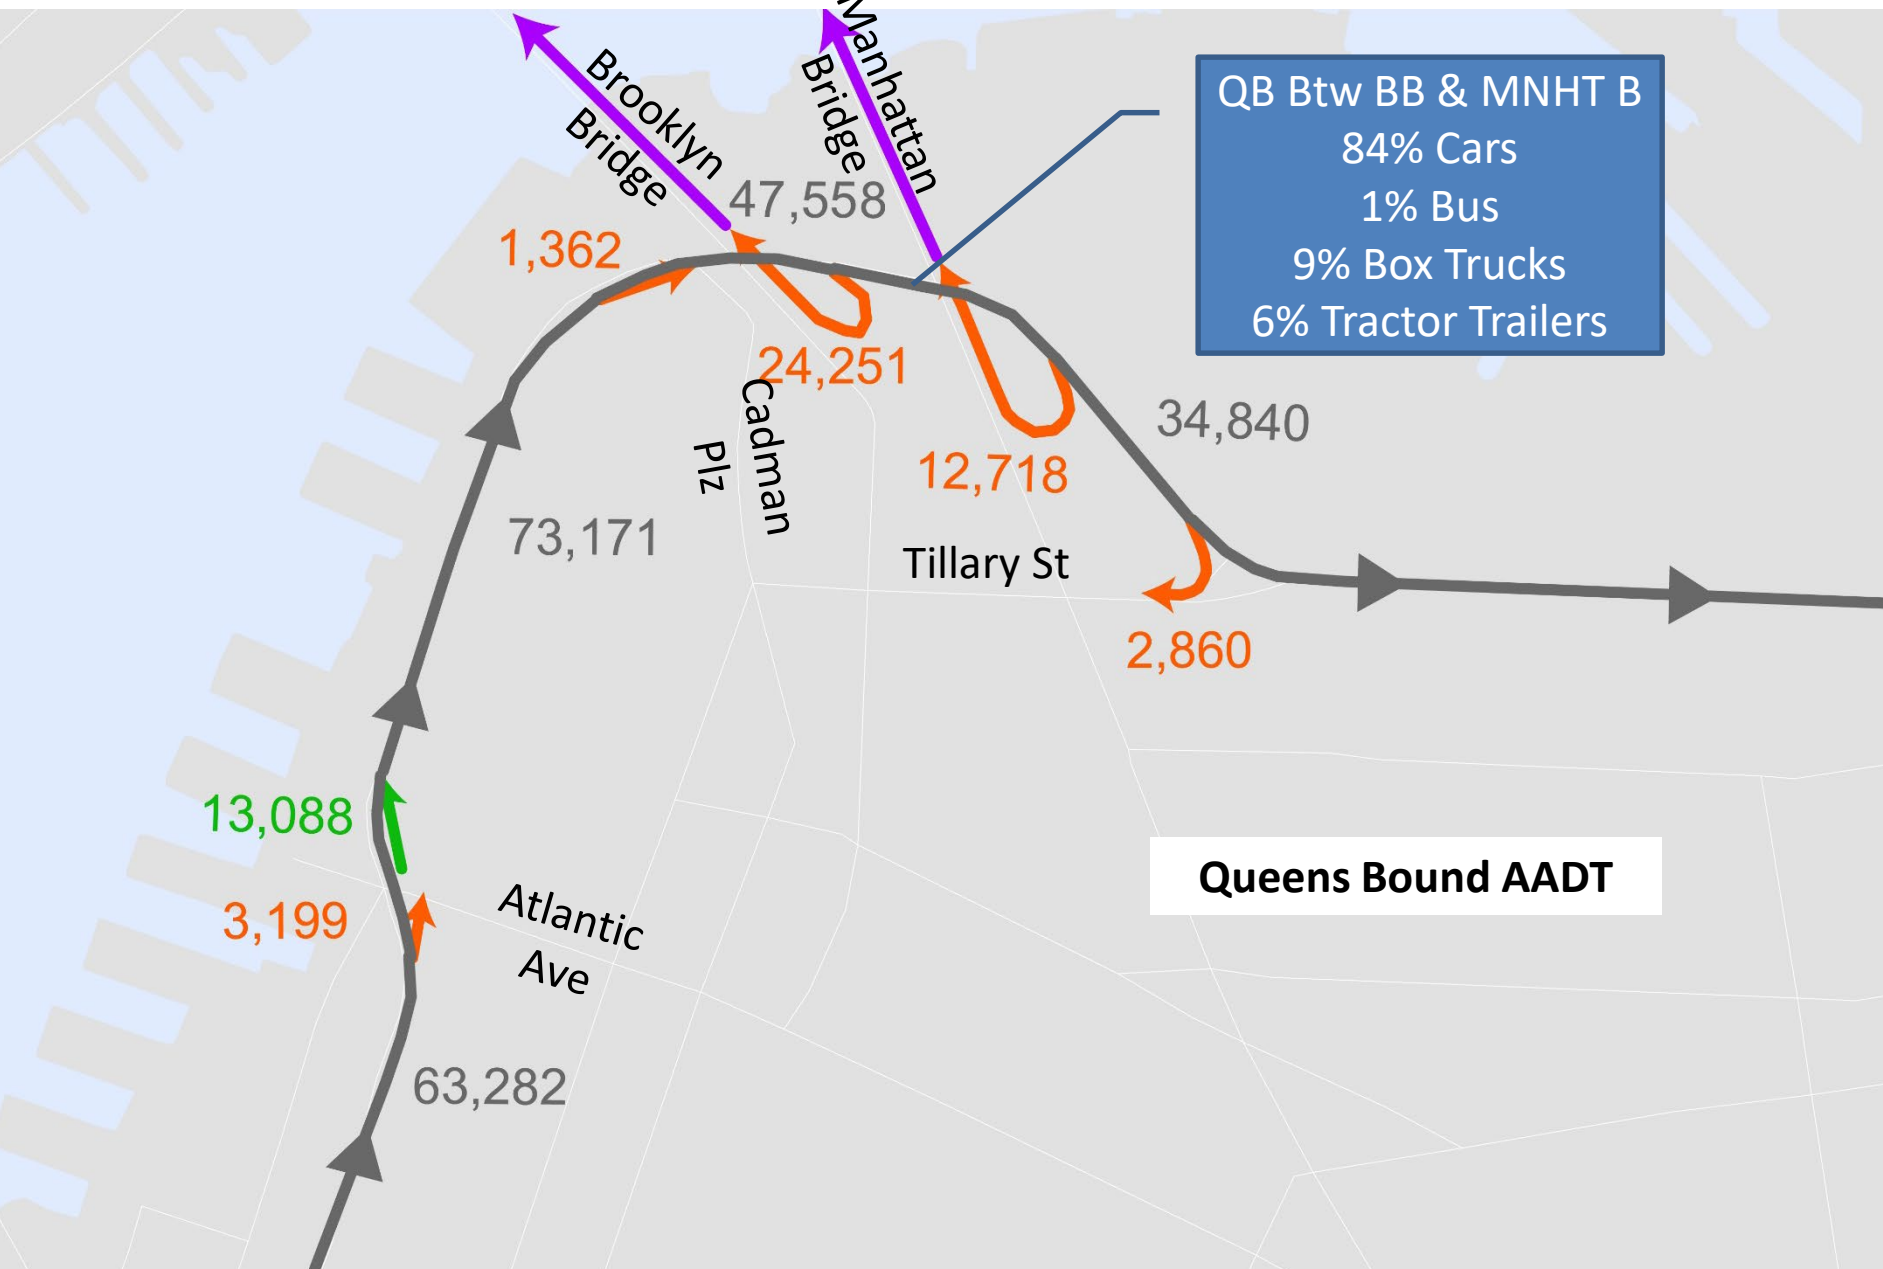 Brooklyn
Bridge
Manhattan
Bridge
QB Btw BB & MNHT B
84% Cars
1% Bus
9% Box Trucks
6% Tractor Trailers
47,558
1,362
24,251
34,840
12,718
Cadman
Plz
73,171
Tillary St
2,860
13,088
3,199
Atlantic
Ave
Queens Bound AADT
63,282